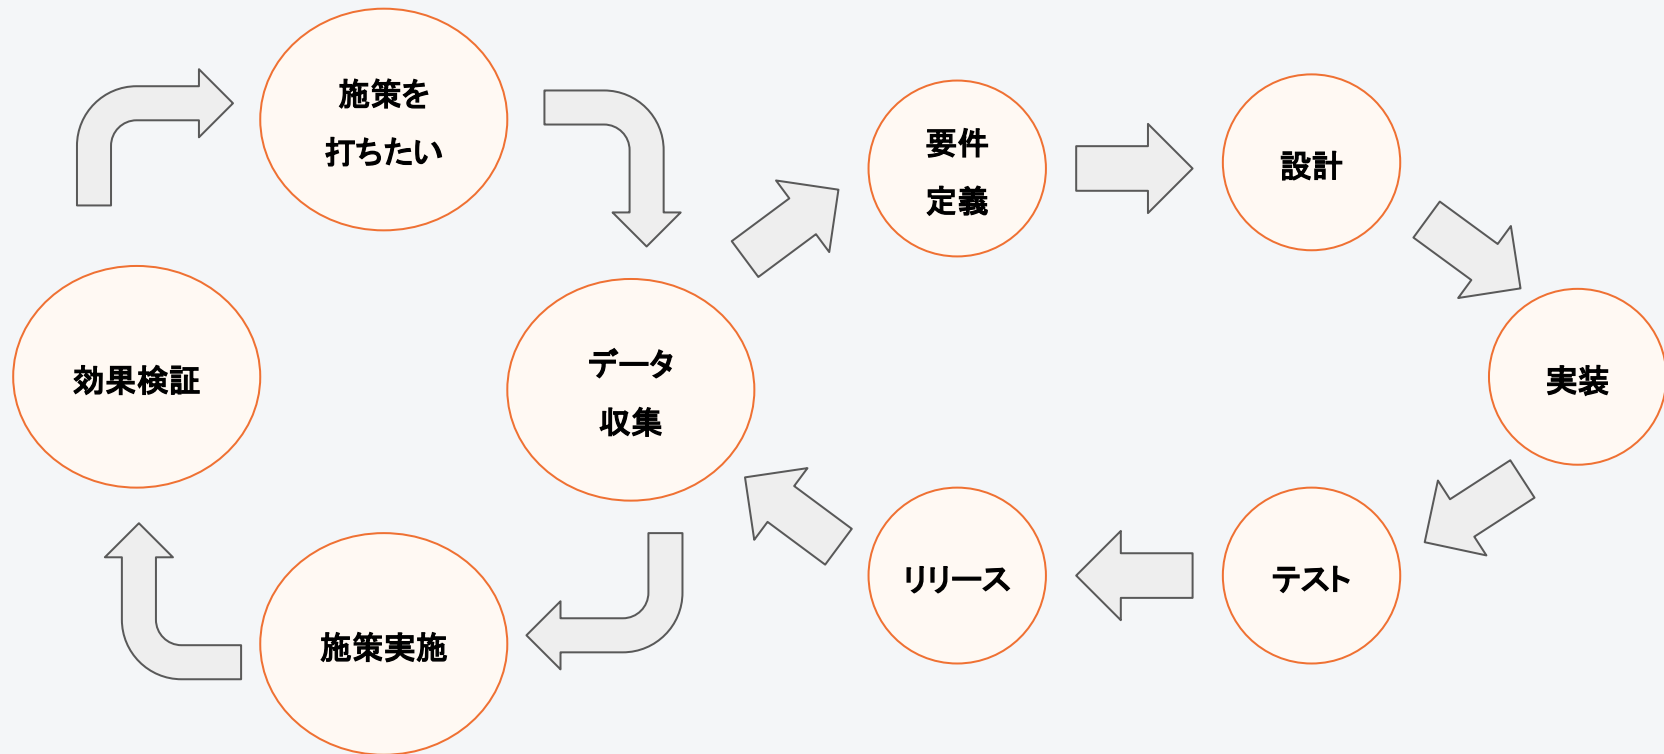 施策を
打ちたい
要件
定義
設計
効果検証
データ
収集
実装
施策実施
リリース
テスト